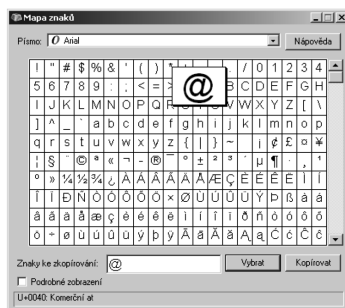 Mapa znaků
Písmo: O Arial Nápověda
! " # $ % & ' ( ) * / 0 1 2 3 4
5 6 7 8 9 : ; < = > @ B C D E F G H
I J K L M N O P Q R V W X Y Z [ \
] ^ _ ` a b c d e f g h i j k l m n o p
q r s t u v w x y z { | } ~ ¡ ¢ £ ¤ ¥
¦ § ¨ © ª « ¬ - ® ¯ ° ± ² ³ ´ µ ¶ · ¸ ¹
º » ¼ ½ ¾ ¿ À Á Â Ã Ä Å Æ Ç È É Ê Ë Ì Í
Î Ï Ð Ñ Ò Ó Ô Õ Ö × Ø Ù Ú Û Ü Ý Þ ß à á
â ã ä å æ ç è é ê ë ì í î ï ð ñ ò ó ô õ
ö ÷ ø ù ú û ü ý þ ÿ Ā ā Ă ă Ą ą Ć ć Ĉ ĉ
Znaky ke zkopírování: @ Vybrat Kopírovat
Podrobné zobrazení
U+0040: Komerční at